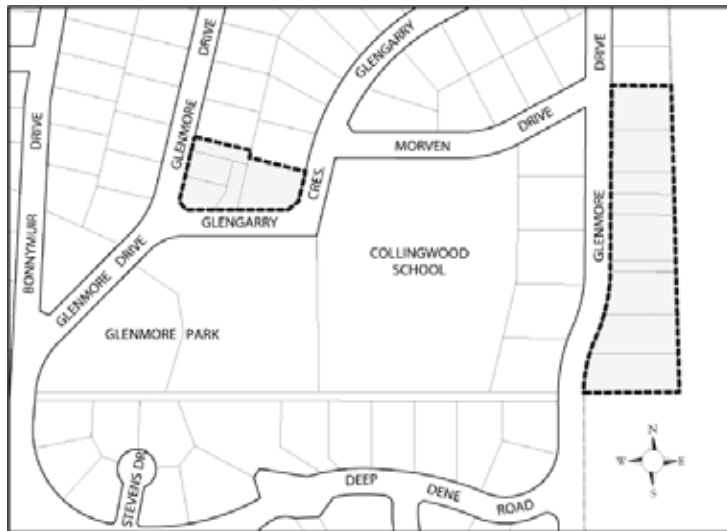 DRIVE
GLENGARRY
DRIVE
GLENMORE
DRIVE
DRIVE
MORVEN
CRES.
GLENGARRY
GLENMORE
COLLINGWOOD
SCHOOL
BONNYMUIR
GLENMORE DRIVE
GLENMORE PARK
N
W E
S
STEVENS DR.
DEEP
DENE
ROAD